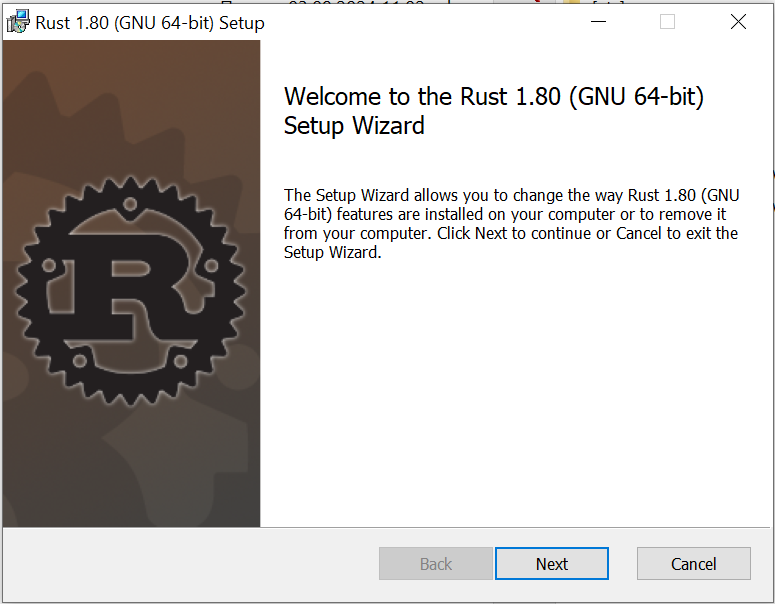 Rust 1.80 (GNU 64-bit) Setup
Welcome to the Rust 1.80 (GNU 64-bit)
Setup Wizard
The Setup Wizard allows you to change the way Rust 1.80 (GNU
64-bit) features are installed on your computer or to remove it
from your computer. Click Next to continue or Cancel to exit the
Setup Wizard.
R
Back
Next
Cancel